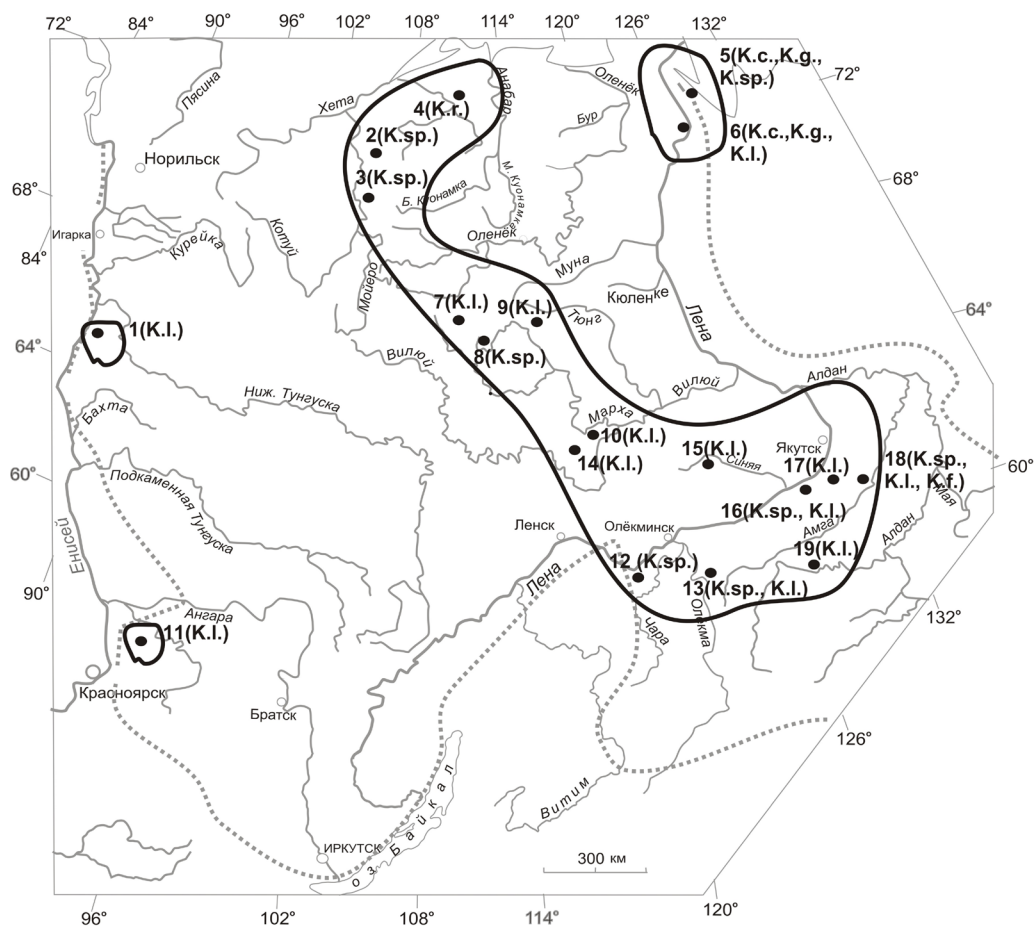 72° 84° 90° 96° 102° 108° 114° 120° 126° 132°
72°
68°
64°
60°
132°
126°
120°
114°
108°
102°
96°
90°
60°
64°
84°
68°
Пясина
Хета
Анабар
Оленёк
Бур
5(K.c.,K.g.,
K.sp.)
6(K.c.,K.g.,
K.l.)
4(K.r.)
2(K.sp.)
3(K.sp.)
Норильск
Б. Куонамка
М. Куонамка
Игарка
Курейка
Котуй
Оленёк
Мойеро
Муна
Кюленке
Лена
1(K.l.)
7(K.l.)
9(K.l.)
Тюнг
8(K.sp.)
Вилюй
Вилюй
Алдан
Бахта
Ниж. Тунгуска
Марха
10(K.l.)
14(K.l.)
15(K.l.)
Синяя
Якутск
17(K.l.)
18(K.sp.,
K.l., K.f.)
16(K.sp., K.l.)
Мая
Подкаменная Тунгуска
Енисей
Ленск
Олёкминск
Амга
Алдан
19(K.l.)
12 (K.sp.)
13(K.sp., K.l.)
Лена
Чара
Олёкма
Ангара
11(K.l.)
Красноярск
Братск
Витим
ИРКУТСК
оз. Байкал
300 км